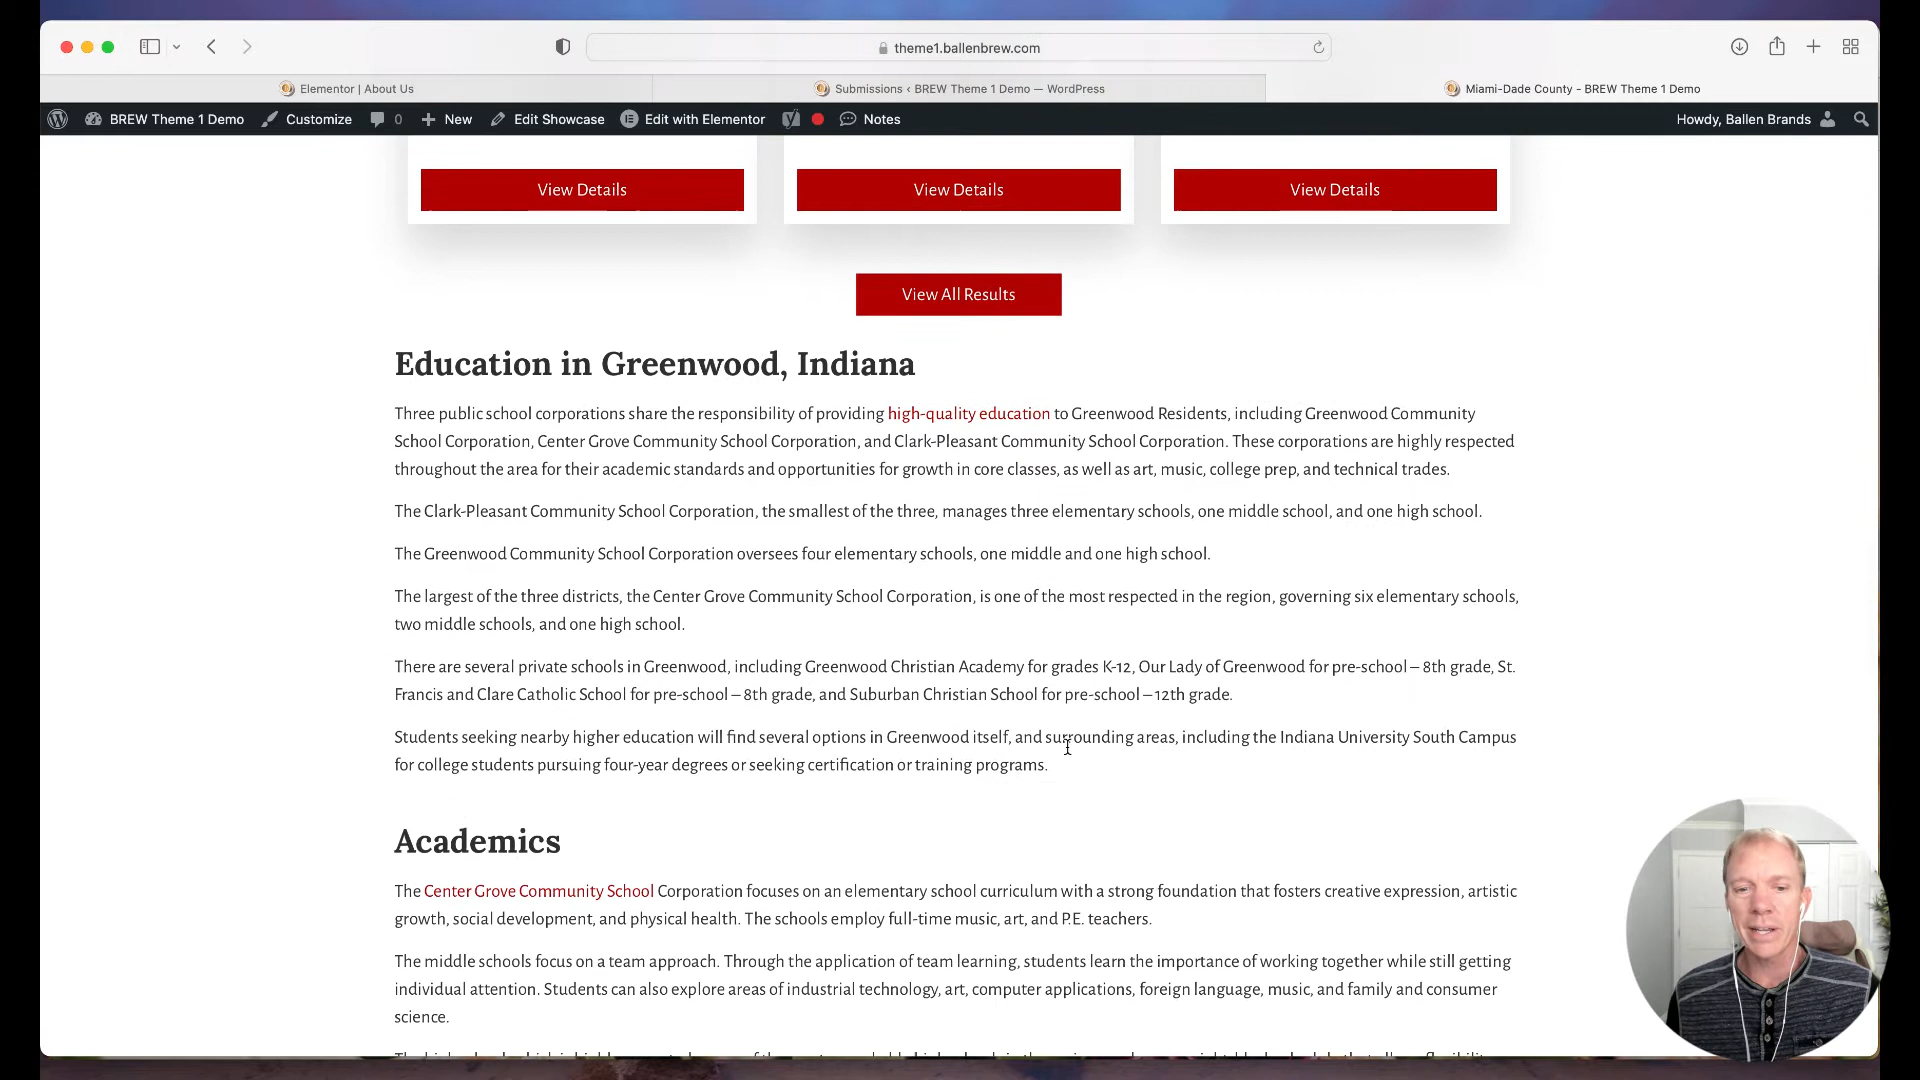 theme1.ballenbrew.com
Elementor | About Us
Submissions ‹ BREW Theme 1 Demo — WordPress
Miami-Dade County - BREW Theme 1 Demo
BREW Theme 1 Demo
Customize
0
New
Edit Showcase
Edit with Elementor
Notes
Howdy, Ballen Brands
View Details
View Details
View Details
View All Results
Education in Greenwood, Indiana
Three public school corporations share the responsibility of providing high-quality education to Greenwood Residents, including Greenwood Community
School Corporation, Center Grove Community School Corporation, and Clark-Pleasant Community School Corporation. These corporations are highly respected
throughout the area for their academic standards and opportunities for growth in core classes, as well as art, music, college prep, and technical trades.
The Clark-Pleasant Community School Corporation, the smallest of the three, manages three elementary schools, one middle school, and one high school.
The Greenwood Community School Corporation oversees four elementary schools, one middle and one high school.
The largest of the three districts, the Center Grove Community School Corporation, is one of the most respected in the region, governing six elementary schools,
two middle schools, and one high school.
There are several private schools in Greenwood, including Greenwood Christian Academy for grades K-12, Our Lady of Greenwood for pre-school – 8th grade, St.
Francis and Clare Catholic School for pre-school – 8th grade, and Suburban Christian School for pre-school – 12th grade.
Students seeking nearby higher education will find several options in Greenwood itself, and surrounding areas, including the Indiana University South Campus
for college students pursuing four-year degrees or seeking certification or training programs.
Academics
The Center Grove Community School Corporation focuses on an elementary school curriculum with a strong foundation that fosters creative expression, artistic
growth, social development, and physical health. The schools employ full-time music, art, and P.E. teachers.
The middle schools focus on a team approach. Through the application of team learning, students learn the importance of working together while still getting
individual attention. Students can also explore areas of industrial technology, art, computer applications, foreign language, music, and family and consumer
science.